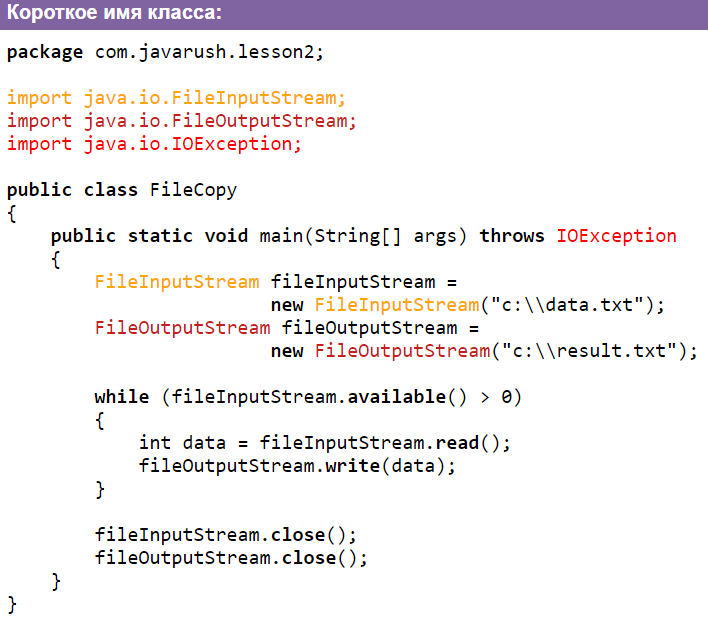 Короткое имя класса:
package com.javarush.lesson2;
import java.io.FileInputStream;
import java.io.FileOutputStream;
import java.io.IOException;
public class FileCopy
{
    public static void main(String[] args) throws IOException
    {
        FileInputStream fileInputStream =
                        new FileInputStream("c:\\data.txt");
        FileOutputStream fileOutputStream =
                        new FileOutputStream("c:\\result.txt");
        while (fileInputStream.available() > 0)
        {
            int data = fileInputStream.read();
            fileOutputStream.write(data);
        }
        fileInputStream.close();
        fileOutputStream.close();
    }
}